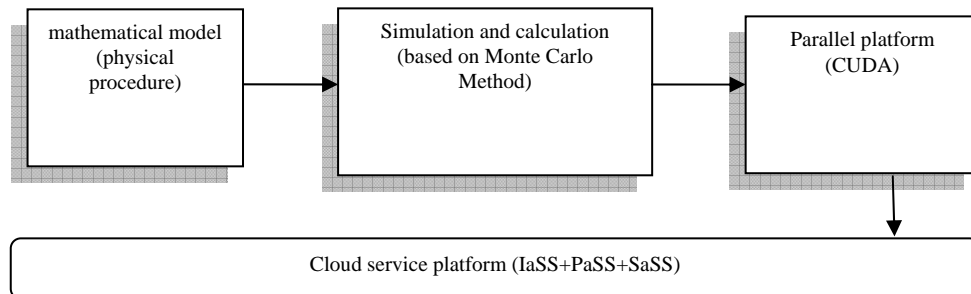 mathematical model
(physical
procedure)
Simulation and calculation
(based on Monte Carlo
Method)
Parallel platform
(CUDA)
Cloud service platform (IaSS+PaSS+SaSS)